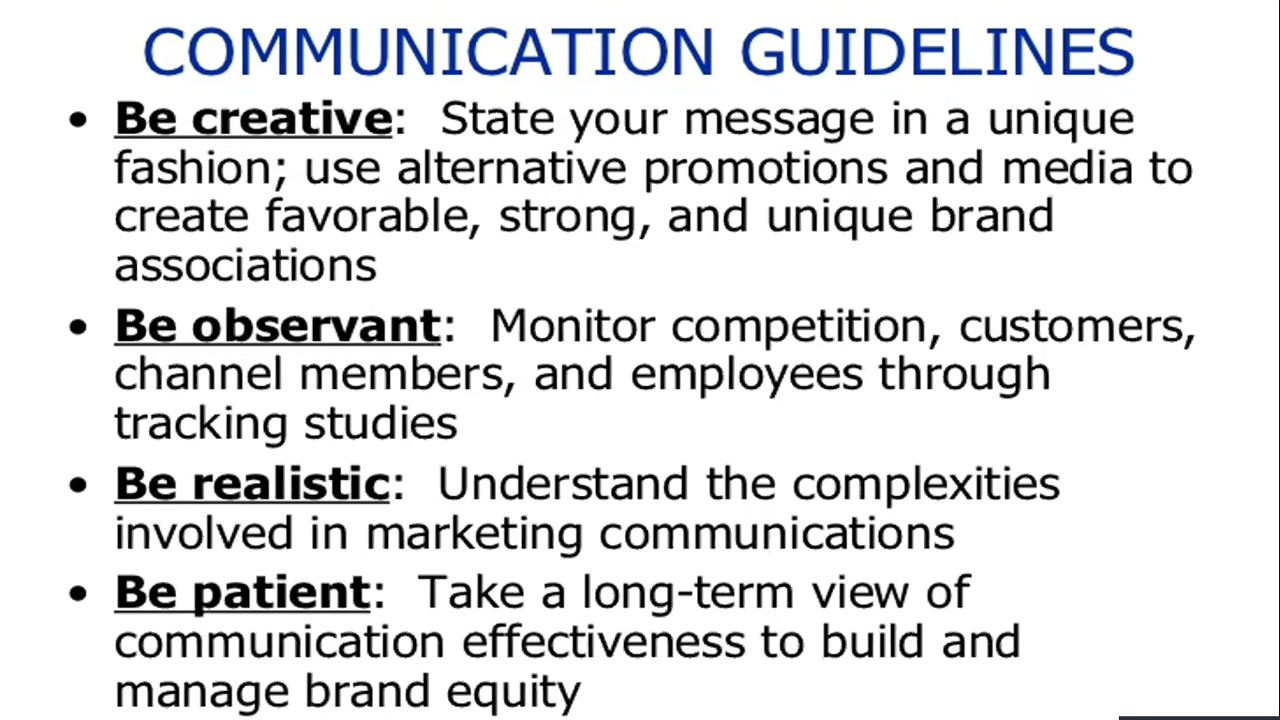 COMMUNICATION GUIDELINES
• Be creative: State your message in a unique
fashion; use alternative promotions and media to
create favorable, strong, and unique brand
associations
• Be observant: Monitor competition, customers,
channel members, and employees through
tracking studies
• Be realistic: Understand the complexities
involved in marketing communications
• Be patient: Take a long-term view of
communication effectiveness to build and
manage brand equity